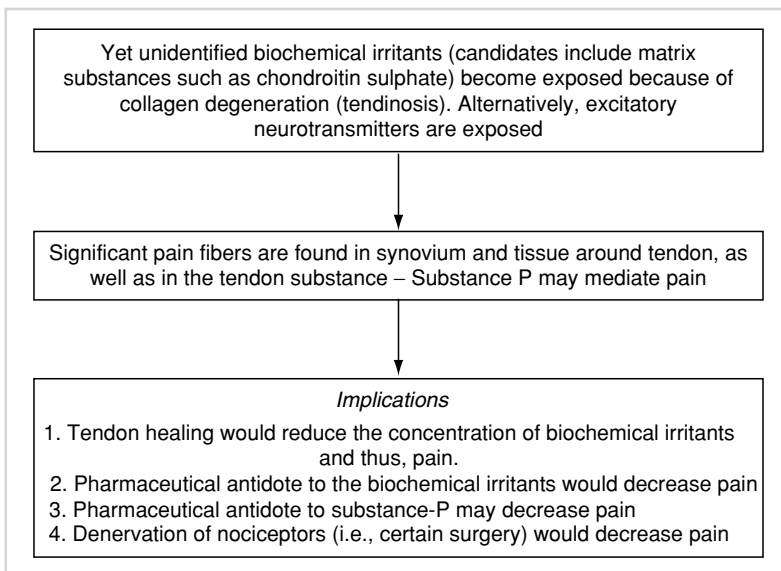 Yet unidentified biochemical irritants (candidates include matrix
substances such as chondroitin sulphate) become exposed because of
collagen degeneration (tendinosis). Alternatively, excitatory
neurotransmitters are exposed
Significant pain fibers are found in synovium and tissue around tendon, as
well as in the tendon substance – Substance P may mediate pain
Implications
1. Tendon healing would reduce the concentration of biochemical irritants
and thus, pain.
2. Pharmaceutical antidote to the biochemical irritants would decrease pain
3. Pharmaceutical antidote to substance-P may decrease pain
4. Denervation of nociceptors (i.e., certain surgery) would decrease pain